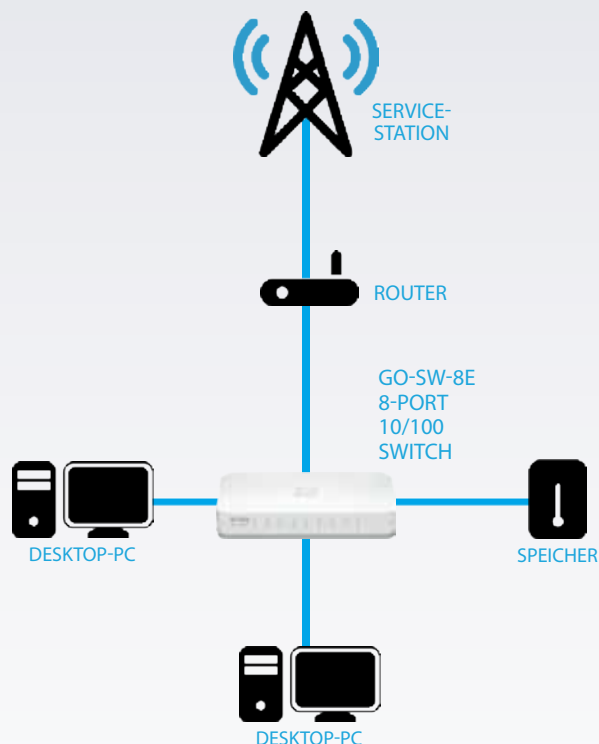 SERVICE-
STATION
ROUTER
GO-SW-8E
8-PORT
10/100
SWITCH
DESKTOP-PC
SPEICHER
DESKTOP-PC